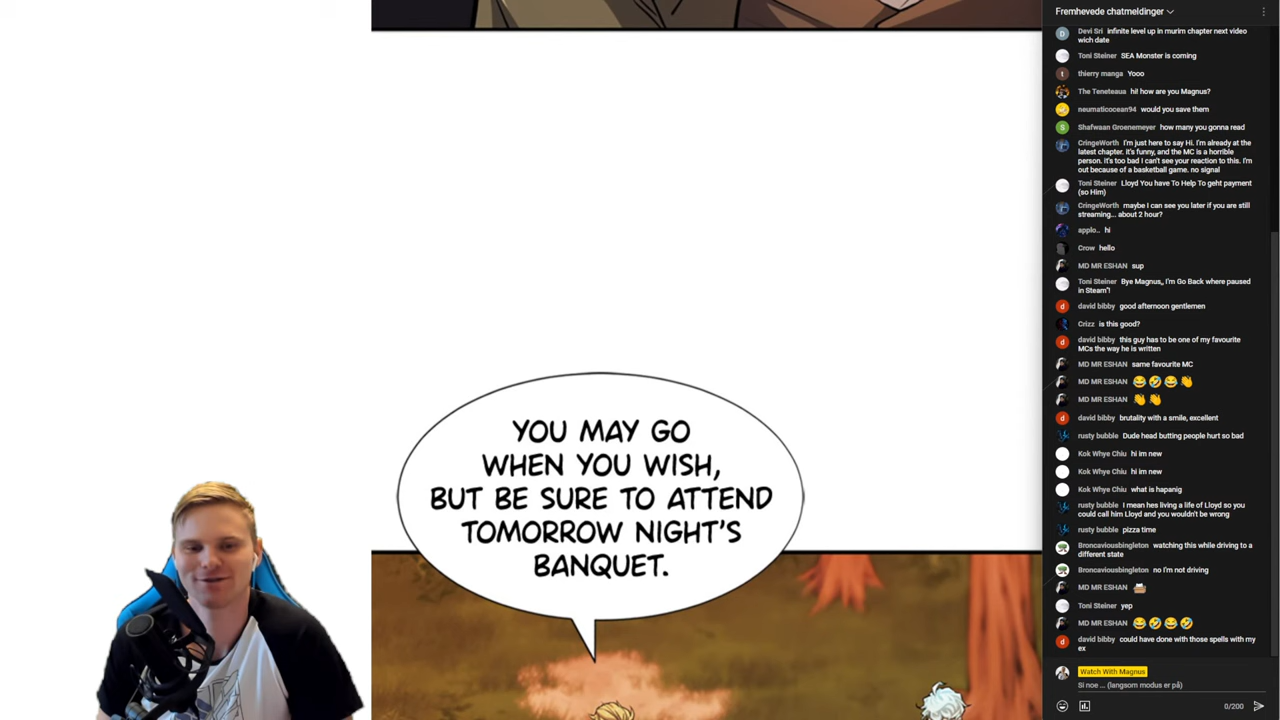 YOU MAY GO
WHEN YOU WISH,
BUT BE SURE TO ATTEND
TOMORROW NIGHT'S
BANQUET.
Fremhevede chatmeldinger
D
Devi Sri infinite level up in murim chapter next video
wich date
Toni Steiner SEA Monster is coming
t
thierry manga Yooo
The Teneteaua hi! how are you Magnus?
neumaticocean94 would you save them
S
Shafwaan Groenemeyer how many you gonna read
CringeWorth I'm just here to say Hi. I'm already at the
latest chapter. it's funny, and the MC is a horrible
person. it's too bad I can't see your reaction to this. I'm
out because of a basketball game. no signal
Toni Steiner Lloyd You have To Help To geht payment
(so Him)
CringeWorth maybe I can see you later if you are still
streaming... about 2 hour?
applo.. hi
Crow hello
MD MR ESHAN sup
Toni Steiner Bye Magnus,, I'm Go Back where paused
in Steam"!
d
david bibby good afternoon gentlemen
Crizz is this good?
d
david bibby this guy has to be one of my favourite
MCs the way he is written
MD MR ESHAN same favourite MC
MD MR ESHAN 😂🤣😂👏
MD MR ESHAN 👏👏
d
david bibby brutality with a smile, excellent
rusty bubble Dude head butting people hurt so bad
Kok Whye Chiu hi im new
Kok Whye Chiu hi im new
Kok Whye Chiu what is hapanig
rusty bubble I mean hes living a life of Lloyd so you
could call him Lloyd and you wouldn't be wrong
rusty bubble pizza time
Broncaviousbingleton watching this while driving to a
different state
Broncaviousbingleton no I'm not driving
MD MR ESHAN
Toni Steiner yep
MD MR ESHAN 😂🤣😂🤣
d
david bibby could have done with those spells with my
ex
Watch With Magnus
Si noe ... (langsom modus er på)
0/200